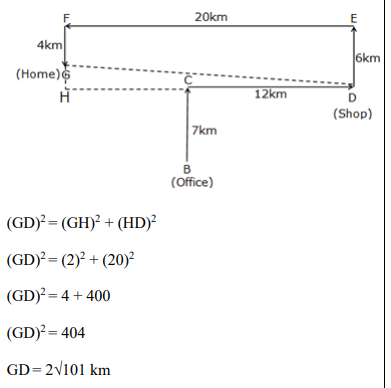 F 20km E
4km
6km
(Home)G
C
H 12km D
(Shop)
7km
B
(Office)
(GD)² = (GH)² + (HD)²
(GD)² = (2)² + (20)²
(GD)² = 4 + 400
(GD)² = 404
GD = 2√101 km